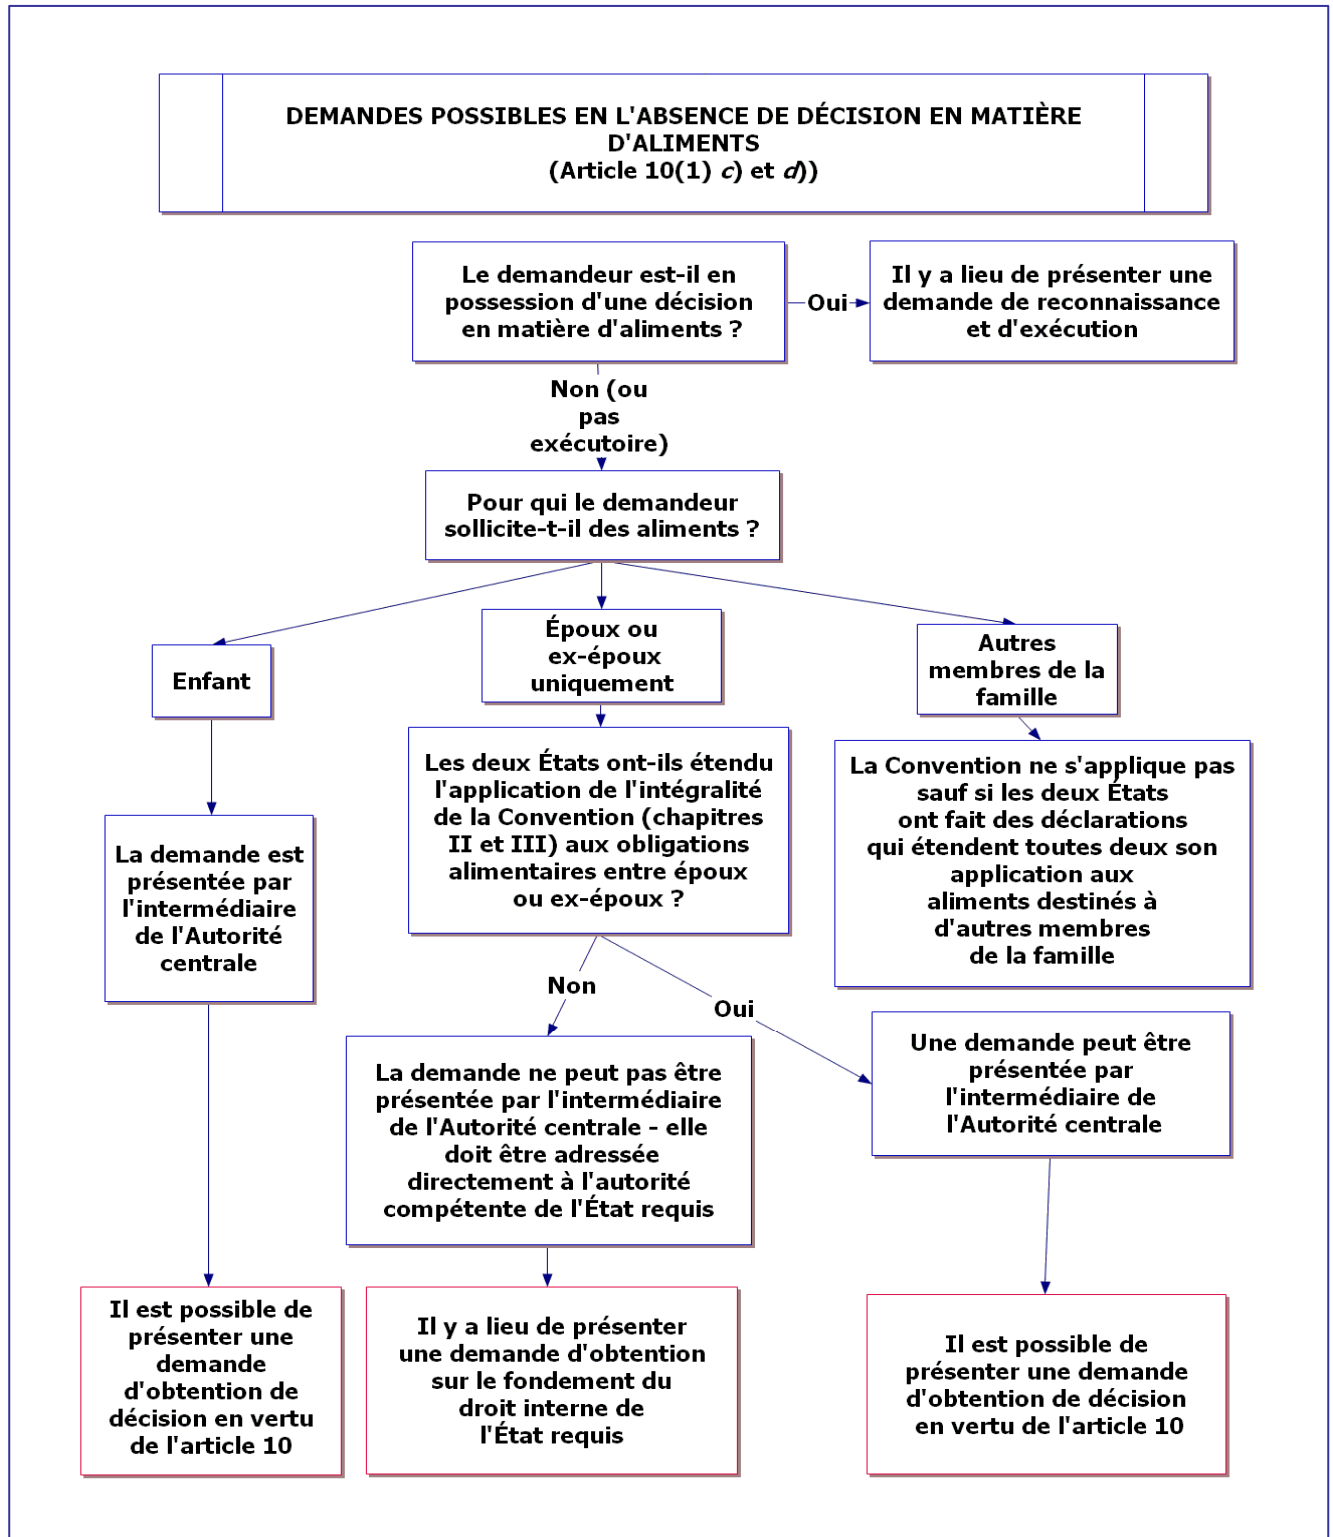 DEMANDES POSSIBLES EN L'ABSENCE DE DÉCISION EN MATIÈRE
D'ALIMENTS
(Article 10(1) c) et d))
Le demandeur est-il en
possession d'une décision
en matière d'aliments ?
Oui
Il y a lieu de présenter une
demande de reconnaissance
et d'exécution
Non (ou
pas
exécutoire)
Pour qui le demandeur
sollicite-t-il des aliments ?
Enfant
Époux ou
ex-époux
uniquement
Autres
membres de la
famille
La demande est
présentée par
l'intermédiaire
de l'Autorité
centrale
Les deux États ont-ils étendu
l'application de l'intégralité
de la Convention (chapitres
II et III) aux obligations
alimentaires entre époux
ou ex-époux ?
La Convention ne s'applique pas
sauf si les deux États
ont fait des déclarations
qui étendent toutes deux son
application aux
aliments destinés à
d'autres membres
de la famille
Non
Oui
La demande ne peut pas être
présentée par l'intermédiaire
de l'Autorité centrale - elle
doit être adressée
directement à l'autorité
compétente de l'État requis
Une demande peut être
présentée par
l'intermédiaire de
l'Autorité centrale
Il est possible de
présenter une
demande
d'obtention de
décision en vertu
de l'article 10
Il y a lieu de présenter
une demande d'obtention
sur le fondement du
droit interne de
l'État requis
Il est possible de
présenter une demande
d'obtention de décision
en vertu de l'article 10